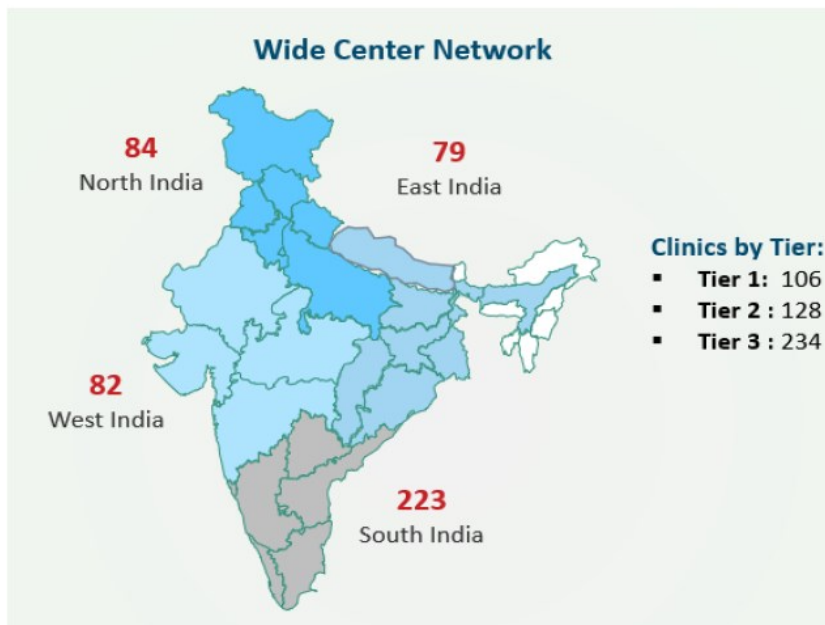 Wide Center Network
84
North India
79
East India
Clinics by Tier:
▪ Tier 1: 106
▪ Tier 2 : 128
▪ Tier 3 : 234
82
West India
223
South India